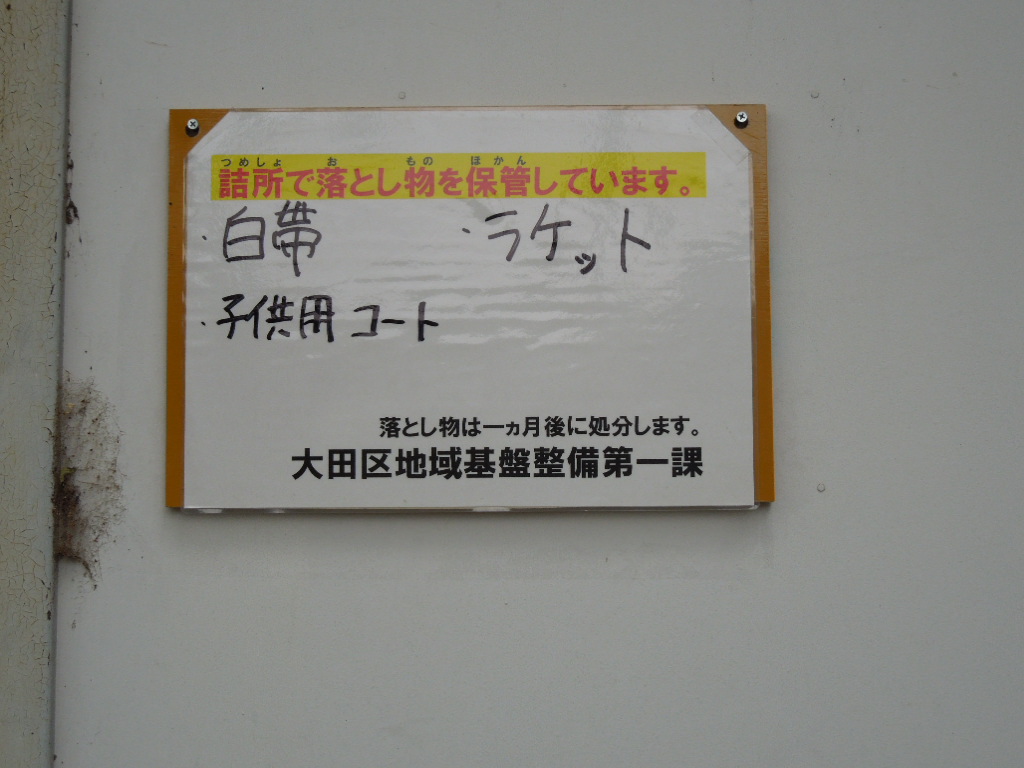 つめしょ お もの ほかん
詰所で落とし物を保管しています。
・白帯 ・ラケット
・子供用コート
落とし物は一ヵ月後に処分します。
大田区地域基盤整備第一課